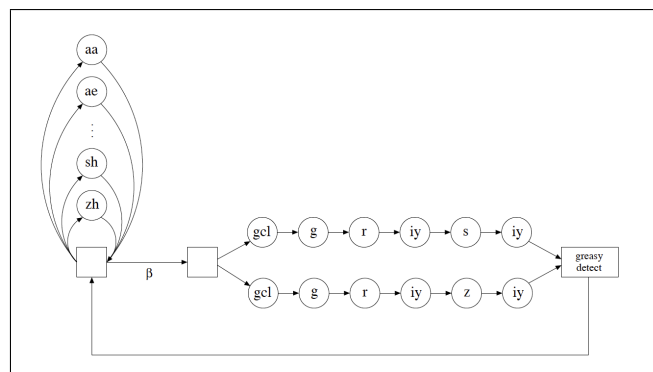 aa
ae
⋮
sh
zh
β
gcl g r iy s iy
gcl g r iy z iy
greasy
detect